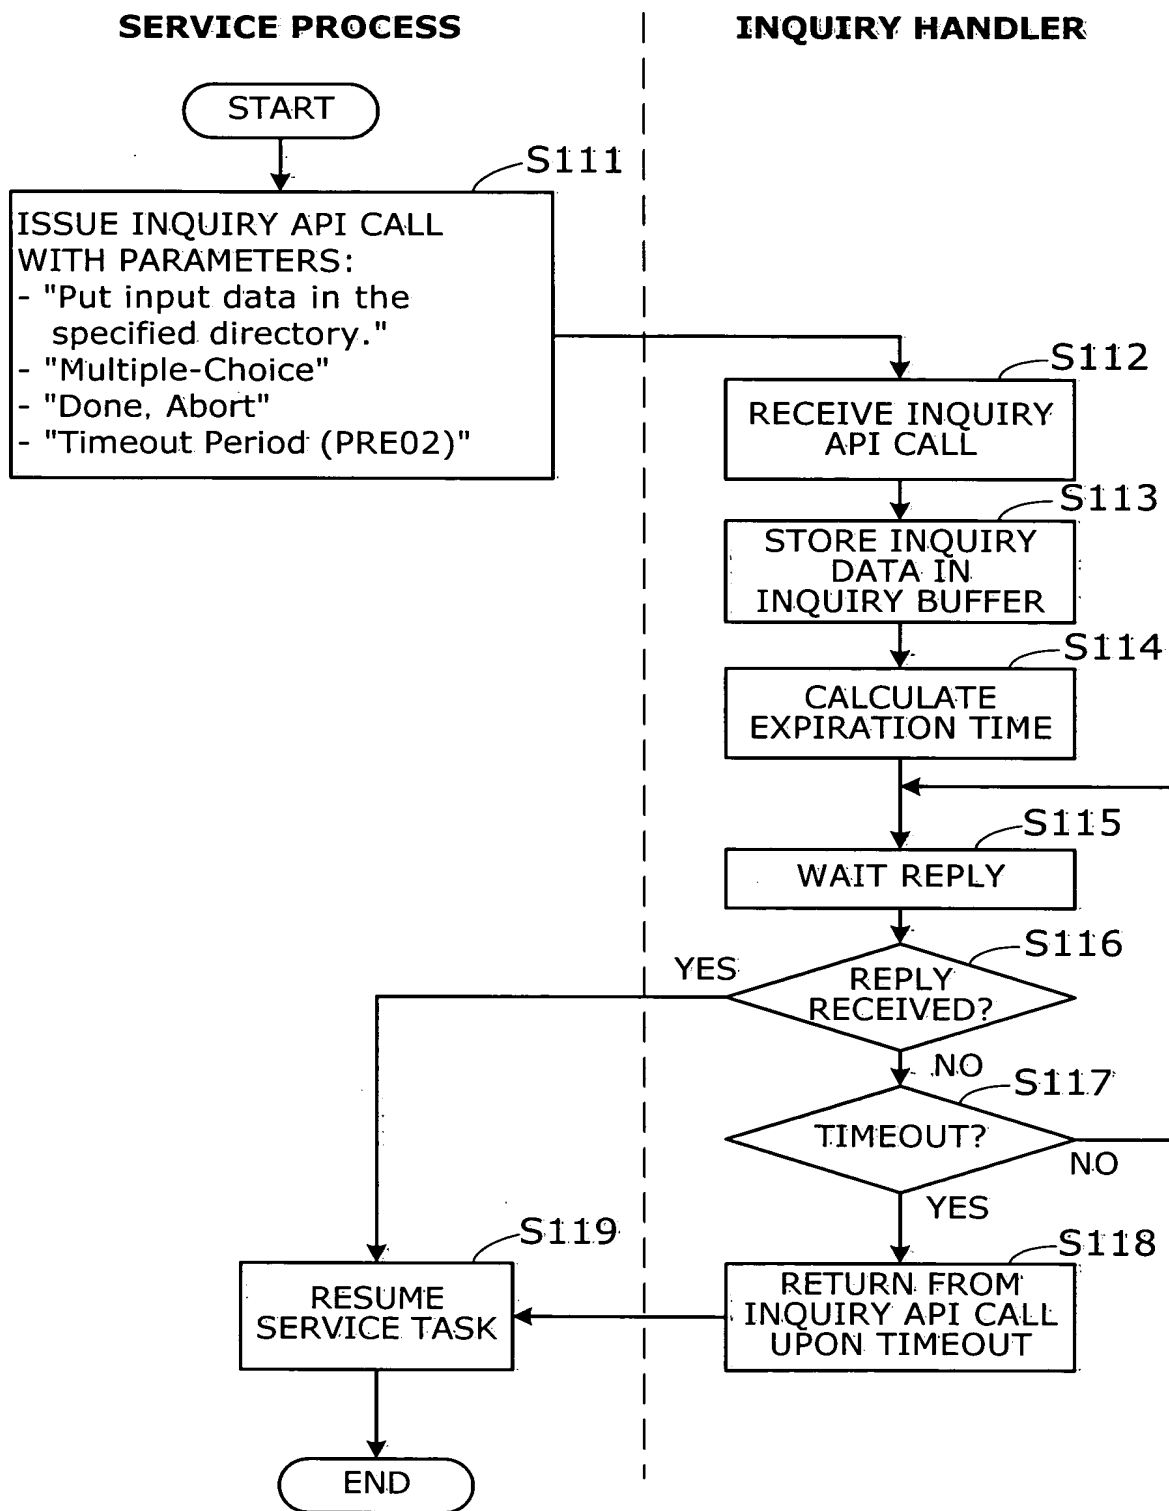 SERVICE PROCESS
INQUIRY HANDLER
START
S111
ISSUE INQUIRY API CALL
WITH PARAMETERS:
- "Put input data in the
specified directory."
- "Multiple-Choice"
- "Done, Abort"
- "Timeout Period (PRE02)"
S112
RECEIVE INQUIRY
API CALL
S113
STORE INQUIRY
DATA IN
INQUIRY BUFFER
S114
CALCULATE
EXPIRATION TIME
S115
WAIT REPLY
S116
YES
REPLY
RECEIVED?
NO
S117
TIMEOUT?
NO
YES
S119
RESUME
SERVICE TASK
S118
RETURN FROM
INQUIRY API CALL
UPON TIMEOUT
END